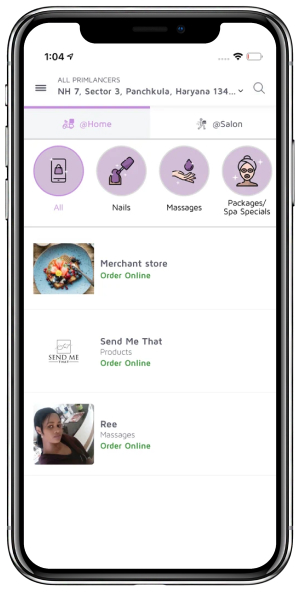 1:04
ALL PRIMLANCERS
NH 7, Sector 3, Panchkula, Haryana 134...
@Home
@Salon
All
Nails
Massages
Packages/
Spa Specials
Merchant store
Order Online
SEND ME
THAT
Send Me That
Products
Order Online
Ree
Massages
Order Online